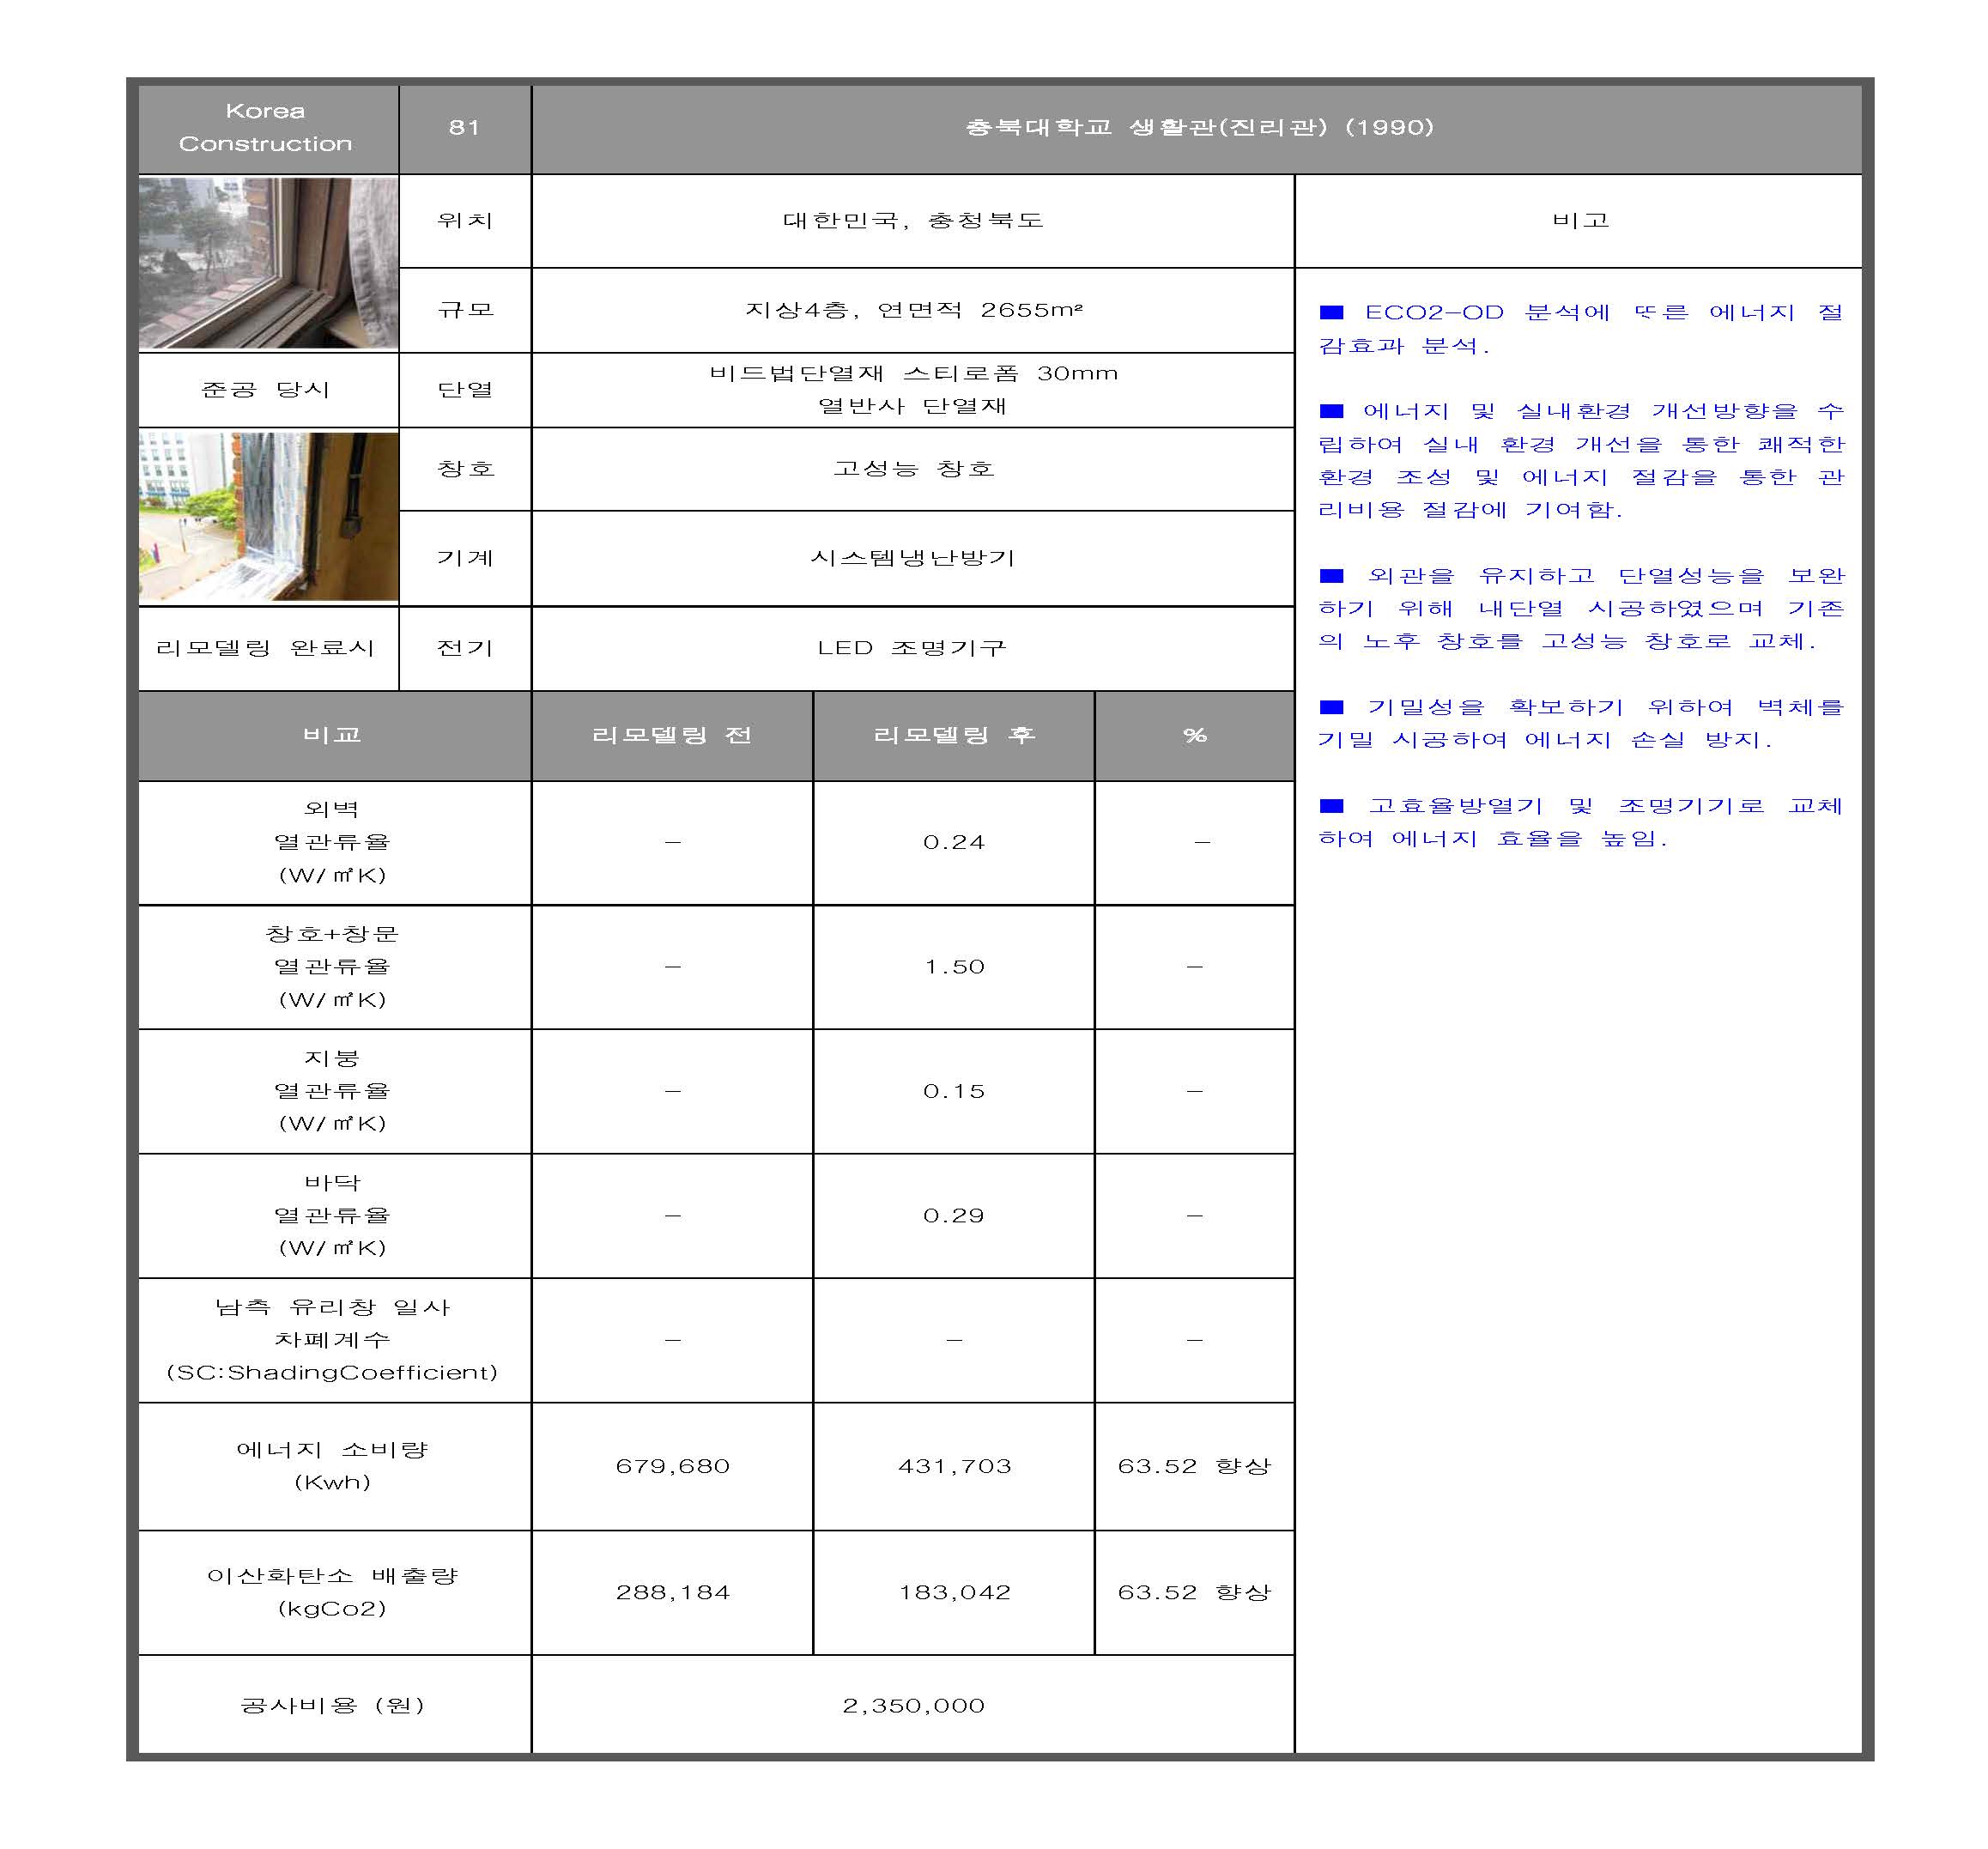 Korea
Construction
81
충북대학교 생활관(진리관) (1990)
위치
대한민국, 충청북도
비고
규모
지상4층, 연면적 2655m²
준공 당시
단열
비드법단열재 스티로폼 30mm
열반사 단열재
창호
고성능 창호
기계
시스템냉난방기
리모델링 완료시
전기
LED 조명기구
■ ECO2-OD 분석에 따른 에너지 절
감효과 분석.
■ 에너지 및 실내환경 개선방향을 수
립하여 실내 환경 개선을 통한 쾌적한
환경 조성 및 에너지 절감을 통한 관
리비용 절감에 기여함.
■ 외관을 유지하고 단열성능을 보완
하기 위해 내단열 시공하였으며 기존
의 노후 창호를 고성능 창호로 교체.
■ 기밀성을 확보하기 위하여 벽체를
기밀 시공하여 에너지 손실 방지.
■ 고효율방열기 및 조명기기로 교체
하여 에너지 효율을 높임.
비교
리모델링 전
리모델링 후
%
외벽
열관류율
(W/㎡K)
–
0.24
–
창호+창문
열관류율
(W/㎡K)
–
1.50
–
지붕
열관류율
(W/㎡K)
–
0.15
–
바닥
열관류율
(W/㎡K)
–
0.29
–
남측 유리창 일사
차폐계수
(SC:ShadingCoefficient)
–
–
–
에너지 소비량
(Kwh)
679,680
431,703
63.52 향상
이산화탄소 배출량
(kgCo2)
288,184
183,042
63.52 향상
공사비용 (원)
2,350,000